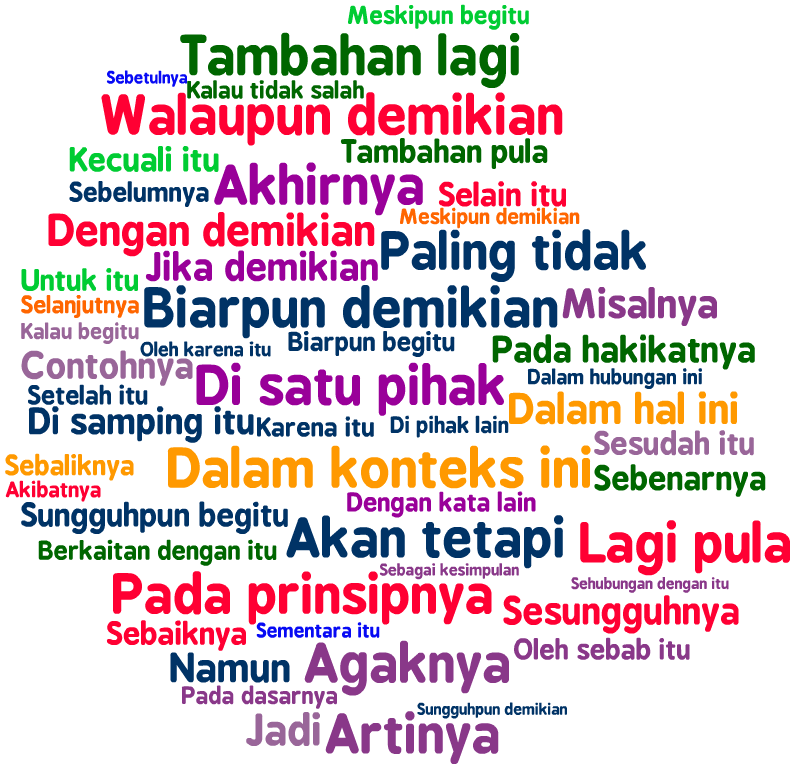 Meskipun begitu
Tambahan lagi
Sebetulnya
Kalau tidak salah
Walaupun demikian
Tambahan pula
Kecuali itu
Akhirnya
Sebelumnya
Selain itu
Meskipun demikian
Dengan demikian
Paling tidak
Jika demikian
Untuk itu
Selanjutnya
Biarpun demikian
Misalnya
Kalau begitu
Oleh karena itu
Biarpun begitu
Pada hakikatnya
Contohnya
Di satu pihak
Dalam hubungan ini
Setelah itu
Dalam hal ini
Di samping itu
Karena itu
Di pihak lain
Sesudah itu
Sebaliknya
Dalam konteks ini
Sebenarnya
Akibatnya
Dengan kata lain
Sungguhpun begitu
Akan tetapi
Lagi pula
Berkaitan dengan itu
Sebagai kesimpulan
Sehubungan dengan itu
Pada prinsipnya
Sesungguhnya
Sebaiknya
Sementara itu
Oleh sebab itu
Namun
Agaknya
Pada dasarnya
Sungguhpun demikian
Jadi
Artinya